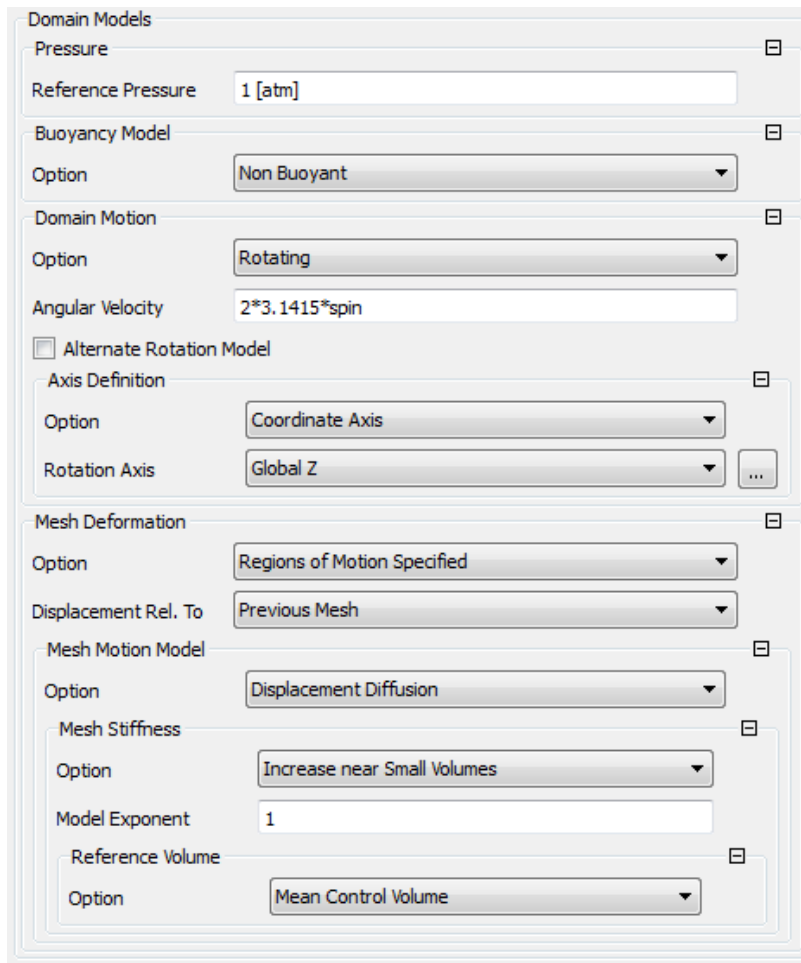 Domain Models
Pressure
Reference Pressure 1 [atm]
Buoyancy Model
Option Non Buoyant
Domain Motion
Option Rotating
Angular Velocity 2*3.1415*spin
Alternate Rotation Model
Axis Definition
Option Coordinate Axis
Rotation Axis Global Z ...
Mesh Deformation
Option Regions of Motion Specified
Displacement Rel. To Previous Mesh
Mesh Motion Model
Option Displacement Diffusion
Mesh Stiffness
Option Increase near Small Volumes
Model Exponent 1
Reference Volume
Option Mean Control Volume